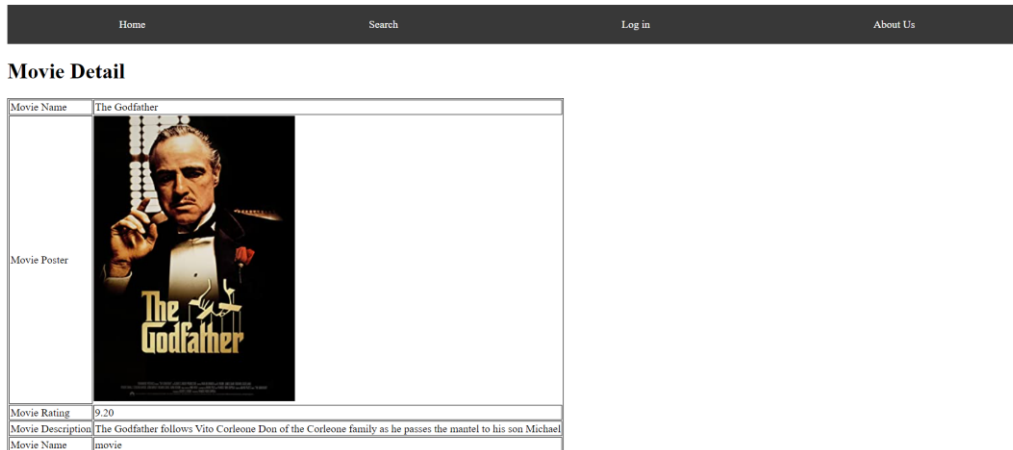 Home Search Log in About Us
Movie Detail
Movie Name The Godfather
Movie Poster
The
Godfather
Movie Rating 9.20
Movie Description The Godfather follows Vito Corleone Don of the Corleone family as he passes the mantel to his son Michael
Movie Name movie